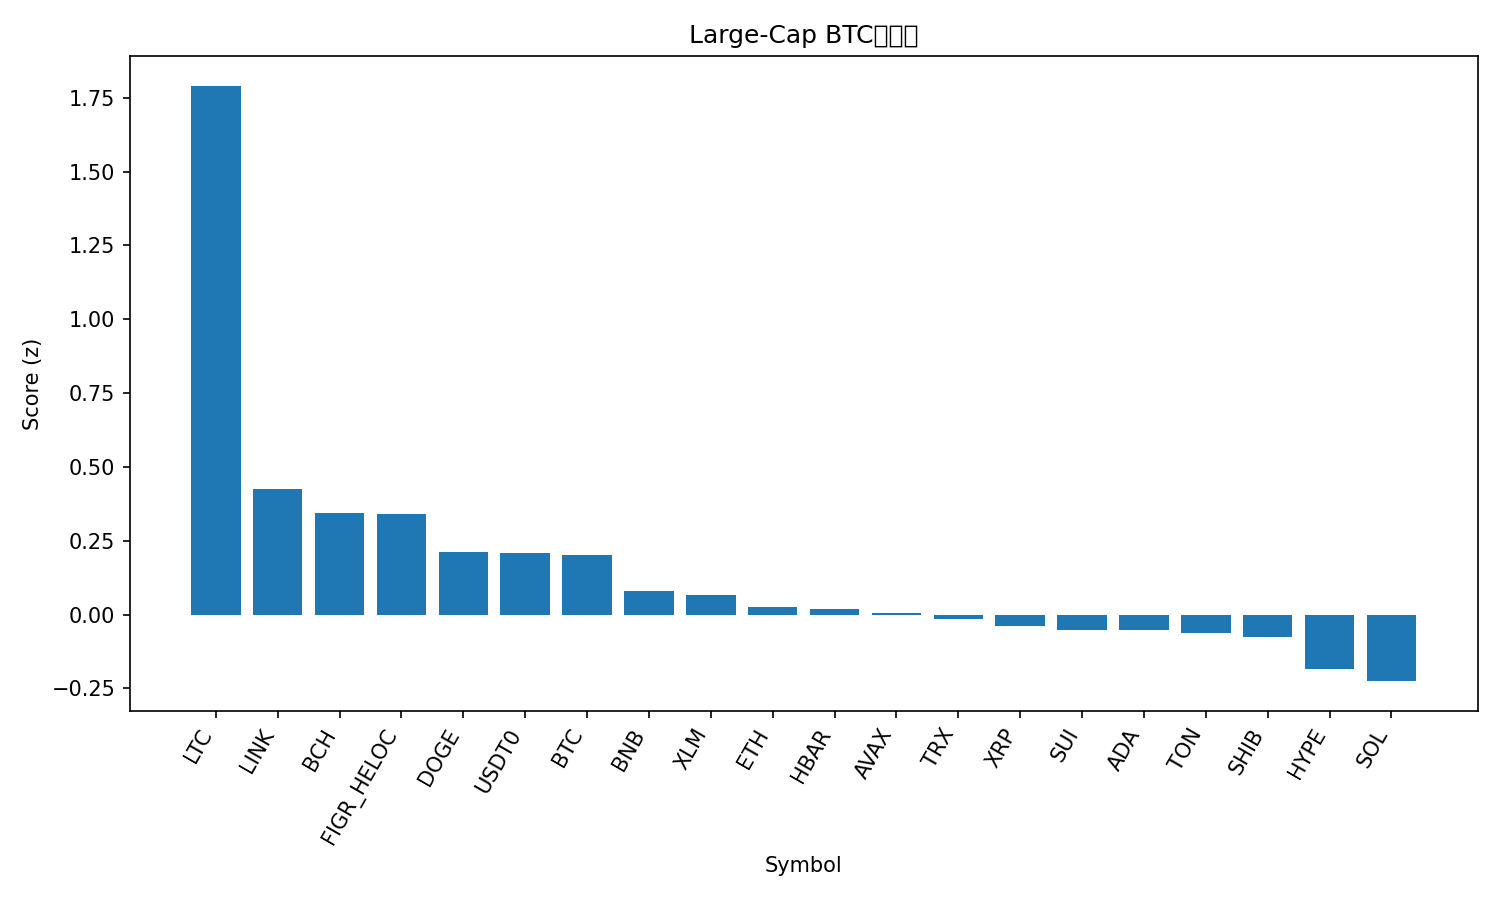 Large-Cap BTC
1.75
1.50
1.25
1.00
0.75
0.50
0.25
0.00
−0.25
Score (z)
LTC
LINK
BCH
FIGR_HELOC
DOGE
USDT0
BTC
BNB
XLM
ETH
HBAR
AVAX
TRX
XRP
SUI
ADA
TON
SHIB
HYPE
SOL
Symbol